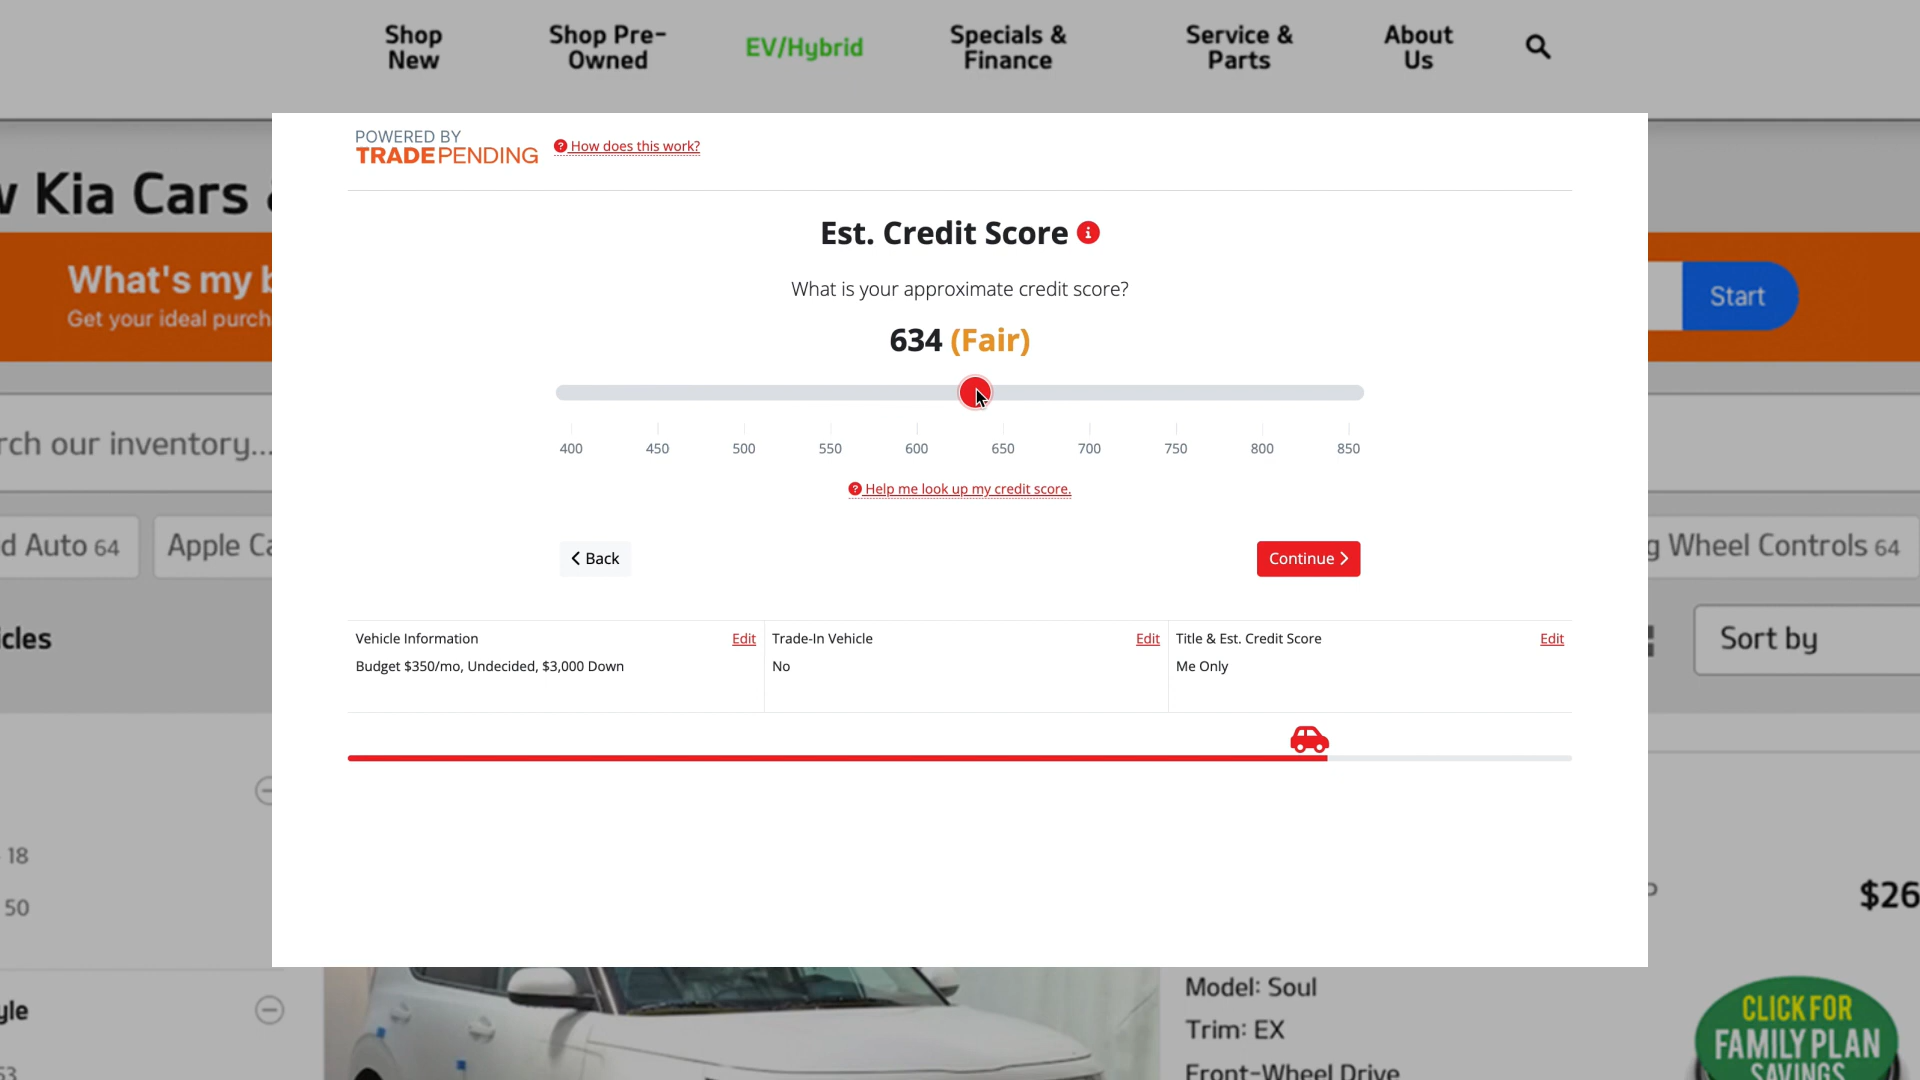 Shop New
Shop Pre-Owned
EV/Hybrid
Specials & Finance
Service & Parts
About Us
POWERED BY
TRADEPENDING
How does this work?
Kia Cars
Est. Credit Score
What's my
Get your ideal purch
Start
What is your approximate credit score?
634 (Fair)
400 450 500 550 600 650 700 750 800 850
rch our inventory...
Help me look up my credit score.
d Auto 64
Apple Ca
g Wheel Controls 64
Back
Continue
cles
Sort by
Vehicle Information Edit
Budget $350/mo, Undecided, $3,000 Down
Trade-In Vehicle Edit
No
Title & Est. Credit Score Edit
Me Only
18
50
$26
yle
53
Model: Soul
Trim: EX
Front-Wheel Drive
CLICK FOR
FAMILY PLAN
SAVINGS